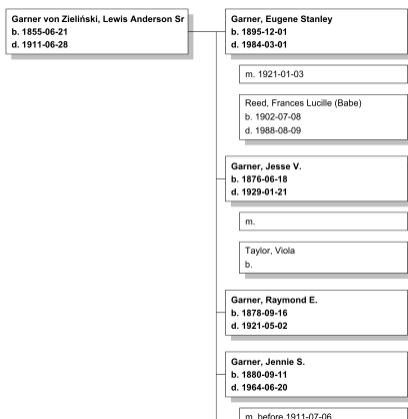 Garner von Zieliński, Lewis Anderson Sr
b. 1855-06-21
d. 1911-06-28
Garner, Eugene Stanley
b. 1895-12-01
d. 1984-03-01
m. 1921-01-03
Reed, Frances Lucille (Babe)
b. 1902-07-08
d. 1988-08-09
Garner, Jesse V.
b. 1876-06-18
d. 1929-01-21
m.
Taylor, Viola
b.
Garner, Raymond E.
b. 1878-09-16
d. 1921-05-02
Garner, Jennie S.
b. 1880-09-11
d. 1964-06-20
m. before 1911-07-06